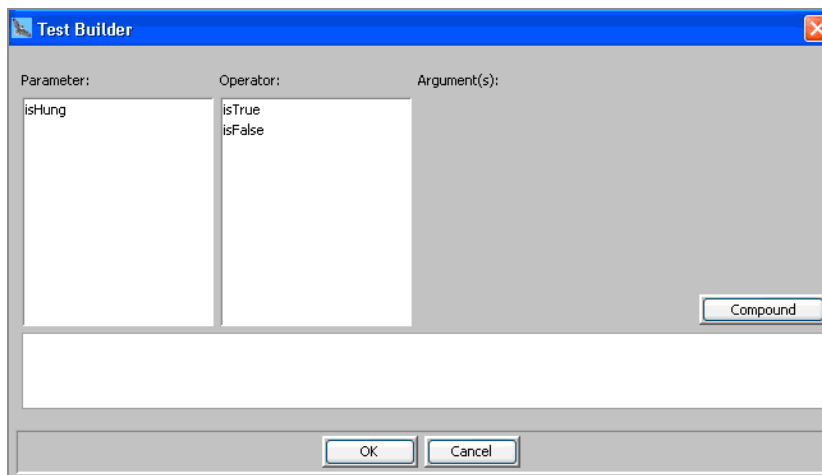 Test Builder
Parameter: Operator: Argument(s):
isHung isTrue
isFalse
Compound
OK Cancel